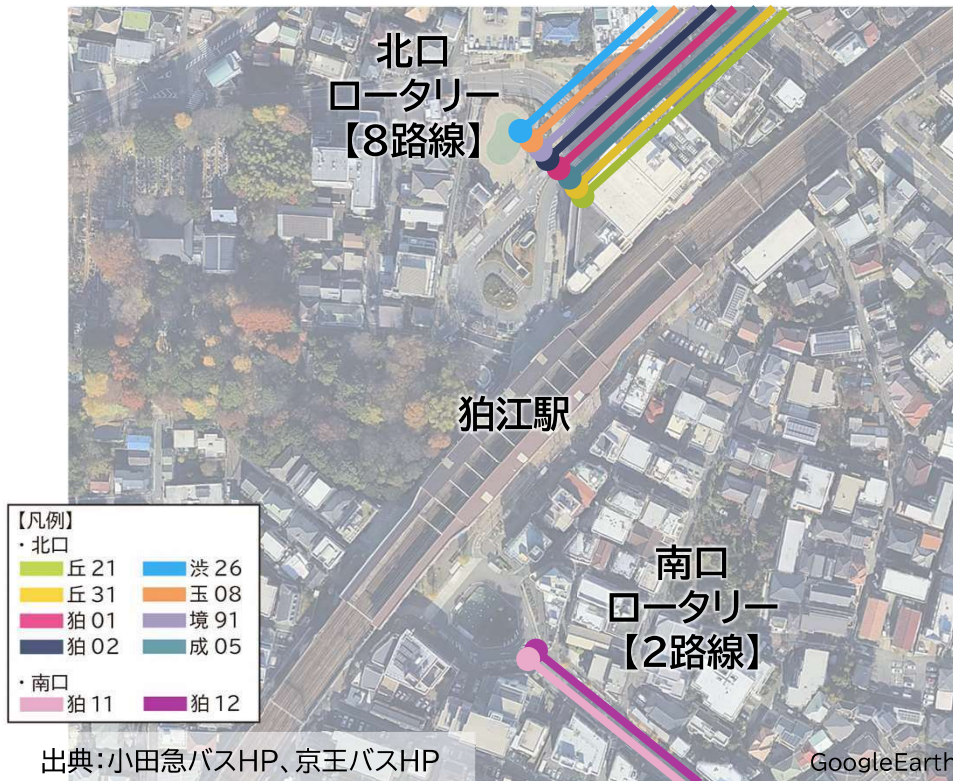 北口
ロータリー
【8路線】
狛江駅
【凡例】
・北口
丘21 渋26
丘31 玉08
狛01 境91
狛02 成05
・南口
狛11 狛12
南口
ロータリー
【2路線】
出典：小田急バスHP、京王バスHP
GoogleEarth